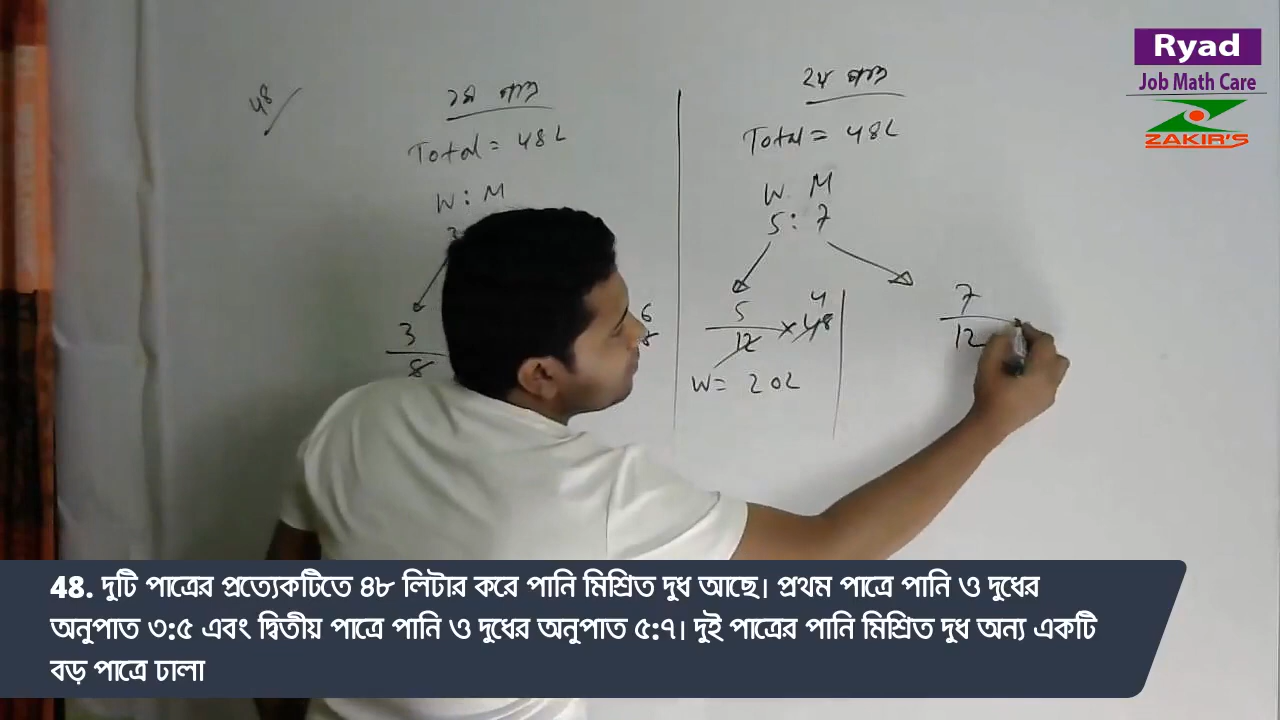 Ryad
Job Math Care
ZAKIR'S
48
১ম পাত্র
Total = 48L
W : M
3
3
8
6
8
২য় পাত্র
Total = 48L
W M
5 : 7
5
4
12 × 48
W = 20L
7
12
48. দুটি পাত্রের প্রত্যেকটিতে ৪৮ লিটার করে পানি মিশ্রিত দুধ আছে। প্রথম পাত্রে পানি ও দুধের
অনুপাত ৩:৫ এবং দ্বিতীয় পাত্রে পানি ও দুধের অনুপাত ৫:৭। দুই পাত্রের পানি মিশ্রিত দুধ অন্য একটি
বড় পাত্রে ঢালা